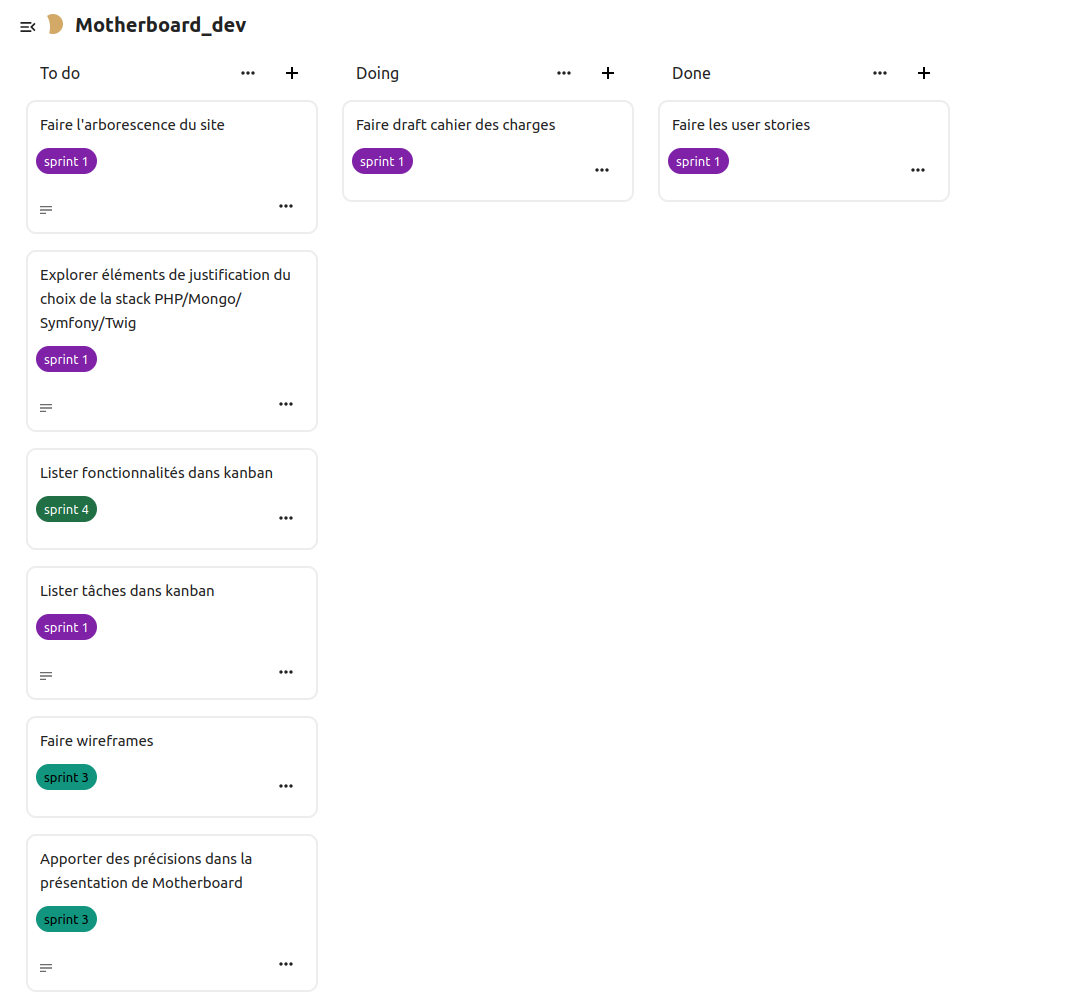 Motherboard_dev
To do
Faire l'arborescence du site
sprint 1
Explorer éléments de justification du
choix de la stack PHP/Mongo/
Symfony/Twig
sprint 1
Lister fonctionnalités dans kanban
sprint 4
Lister tâches dans kanban
sprint 1
Faire wireframes
sprint 3
Apporter des précisions dans la
présentation de Motherboard
sprint 3
Doing
Faire draft cahier des charges
sprint 1
Done
Faire les user stories
sprint 1